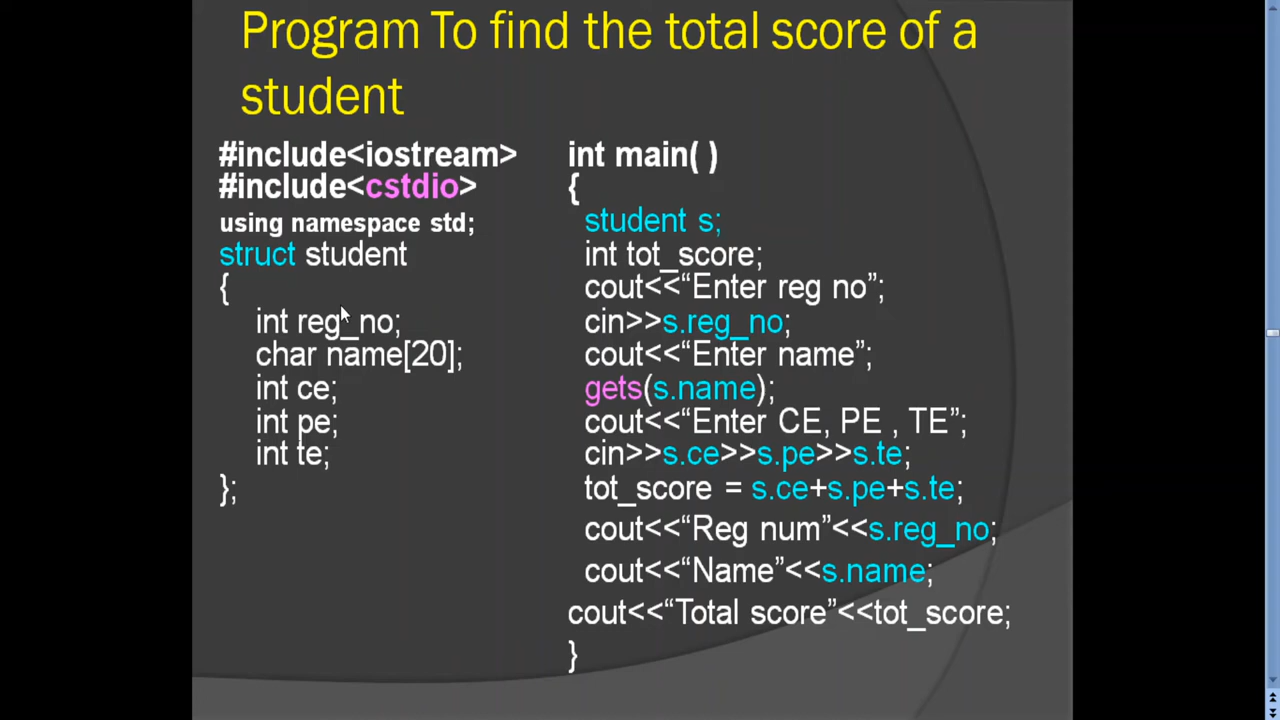 Program To find the total score of a
student
#include<iostream>
#include<cstdio>
using namespace std;
struct student
{
int reg_no;
char name[20];
int ce;
int pe;
int te;
};
int main( )
{
student s;
int tot_score;
cout<<“Enter reg no”;
cin>>s.reg_no;
cout<<“Enter name”;
gets(s.name);
cout<<“Enter CE, PE , TE”;
cin>>s.ce>>s.pe>>s.te;
tot_score = s.ce+s.pe+s.te;
cout<<“Reg num”<<s.reg_no;
cout<<“Name”<<s.name;
cout<<“Total score”<<tot_score;
}